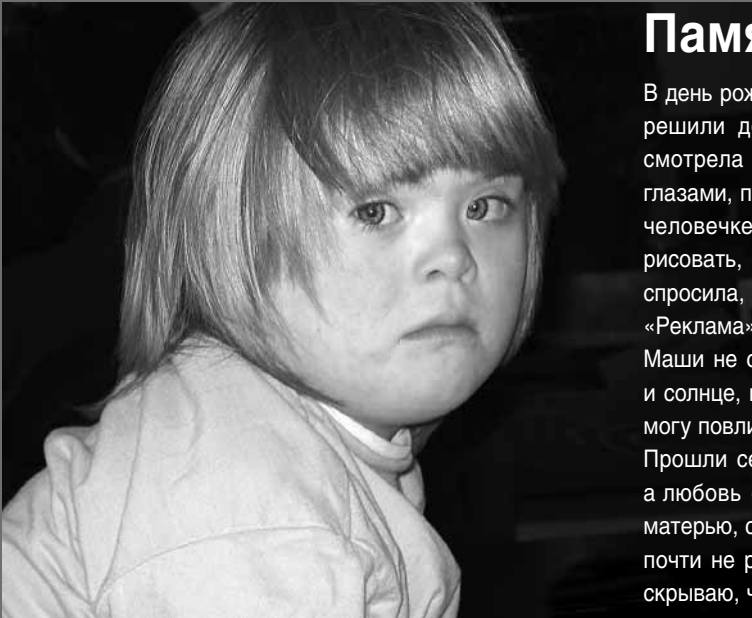 Памя
В день рож
решили д
смотрела
глазами, п
человечке
рисовать,
спросила,
«Реклама»
Маши не с
и солнце,
могу повли
Прошли се
а любовь
матерью, с
почти не р
скрываю, ч